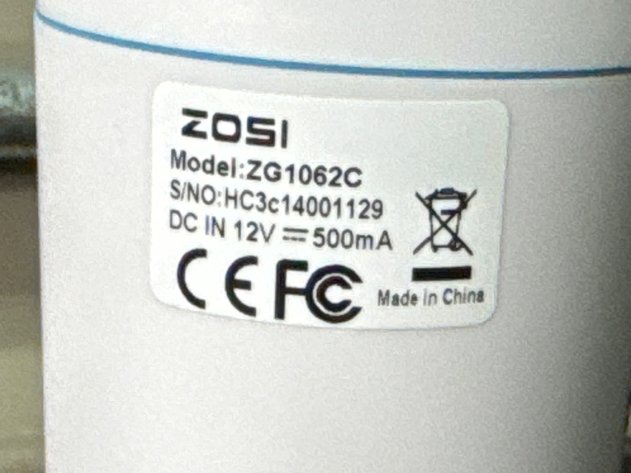 ZOSI
Model:ZG1062C
S/NO:HC3c14001129
DC IN 12V ⎓ 500mA
CE FC
Made in China